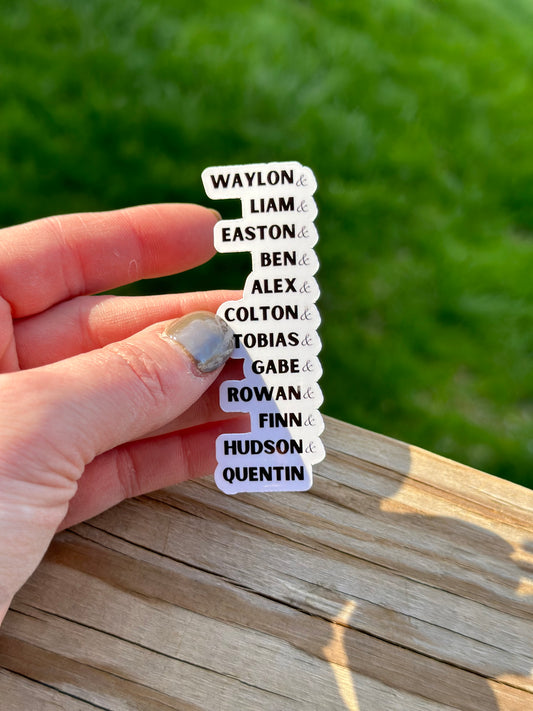 WAYLON &
LIAM &
EASTON &
BEN &
ALEX &
COLTON &
TOBIAS &
GABE &
ROWAN &
FINN &
HUDSON &
QUENTIN